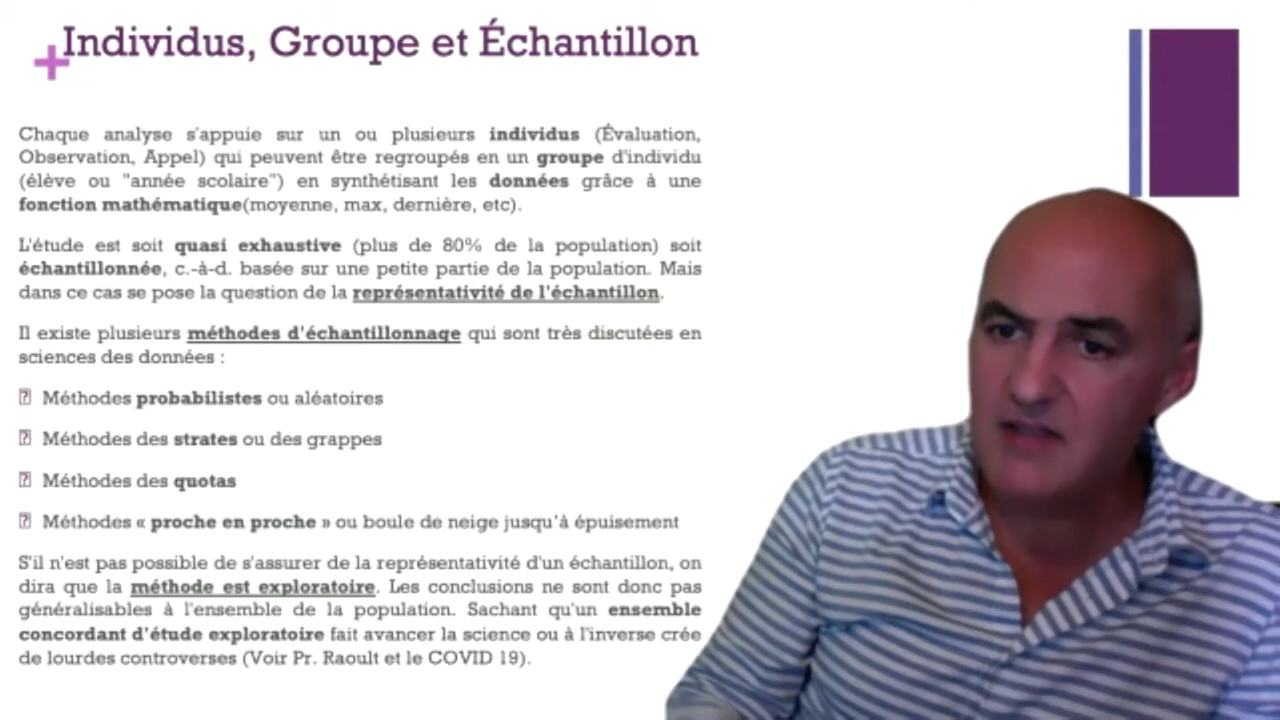 Individus, Groupe et Échantillon
Chaque analyse s'appuie sur un ou plusieurs individus (Évaluation,
Observation, Appel) qui peuvent être regroupés en un groupe d'individu
(élève ou "année scolaire") en synthétisant les données grâce à une
fonction mathématique(moyenne, max, dernière, etc).
L'étude est soit quasi exhaustive (plus de 80% de la population) soit
échantillonnée, c.-à-d. basée sur une petite partie de la population. Mais
dans ce cas se pose la question de la représentativité de l'échantillon.
Il existe plusieurs méthodes d'échantillonnage qui sont très discutées en
sciences des données :
Méthodes probabilistes ou aléatoires
Méthodes des strates ou des grappes
Méthodes des quotas
Méthodes « proche en proche » ou boule de neige jusqu'à épuisement
S'il n'est pas possible de s'assurer de la représentativité d'un échantillon, on
dira que la méthode est exploratoire. Les conclusions ne sont donc pas
généralisables à l'ensemble de la population. Sachant qu'un ensemble
concordant d'étude exploratoire fait avancer la science ou à l'inverse crée
de lourdes controverses (Voir Pr. Raoult et le COVID 19).